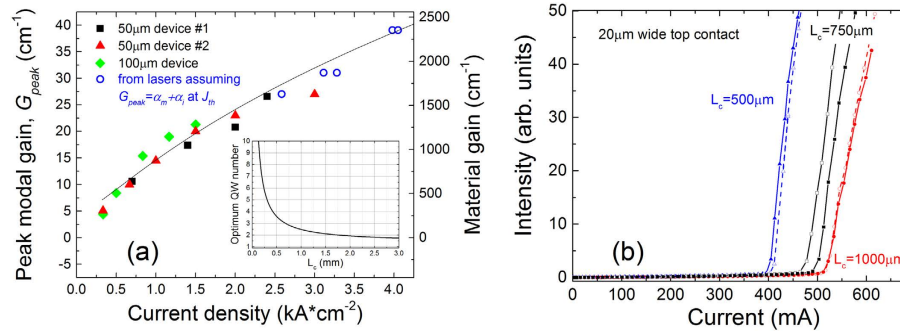 Peak modal gain, G_peak (cm⁻¹)
40
35
30
25
20
15
10
5
0
50μm device #1
50μm device #2
100μm device
from lasers assuming
G_peak=α_m+α_i at J_th
(a)
Optimum QW number
10
9
8
7
6
5
4
3
2
1
0.0 0.5 1.0 1.5 2.0 2.5 3.0
L_c (mm)
0.0 0.5 1.0 1.5 2.0 2.5 3.0 3.5 4.0
Current density (kA*cm⁻²)
2500
2000
1500
1000
500
0
Material gain (cm⁻¹)
Intensity (arb. units)
50
40
30
20
10
0
20μm wide top contact
L_c=750μm
L_c=500μm
L_c=1000μm
(b)
0 100 200 300 400 500 600
Current (mA)